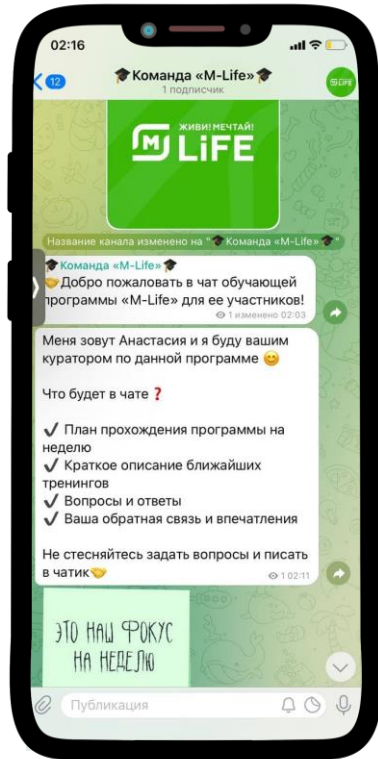 02:16
12
🎓Команда «M-Life»🎓
1 подписчик
M LIFE
ЖИВИ! МЕЧТАЙ!
M LiFE
Название канала изменено на "🎓Команда «M-Life»🎓"
🎓Команда «M-Life»🎓
🤝Добро пожаловать в чат обучающей
программы «M-Life» для ее участников!
1 изменено 02:03
Меня зовут Анастасия и я буду вашим
куратором по данной программе 😊
Что будет в чате ❓
✓ План прохождения программы на
неделю
✓ Краткое описание ближайших
тренингов
✓ Вопросы и ответы
✓ Ваша обратная связь и впечатления
Не стесняйтесь задать вопросы и писать
в чатик🤝
1 02:11
ЭТО НАШ ФОКУС
НА НЕДЕЛЮ
Публикация